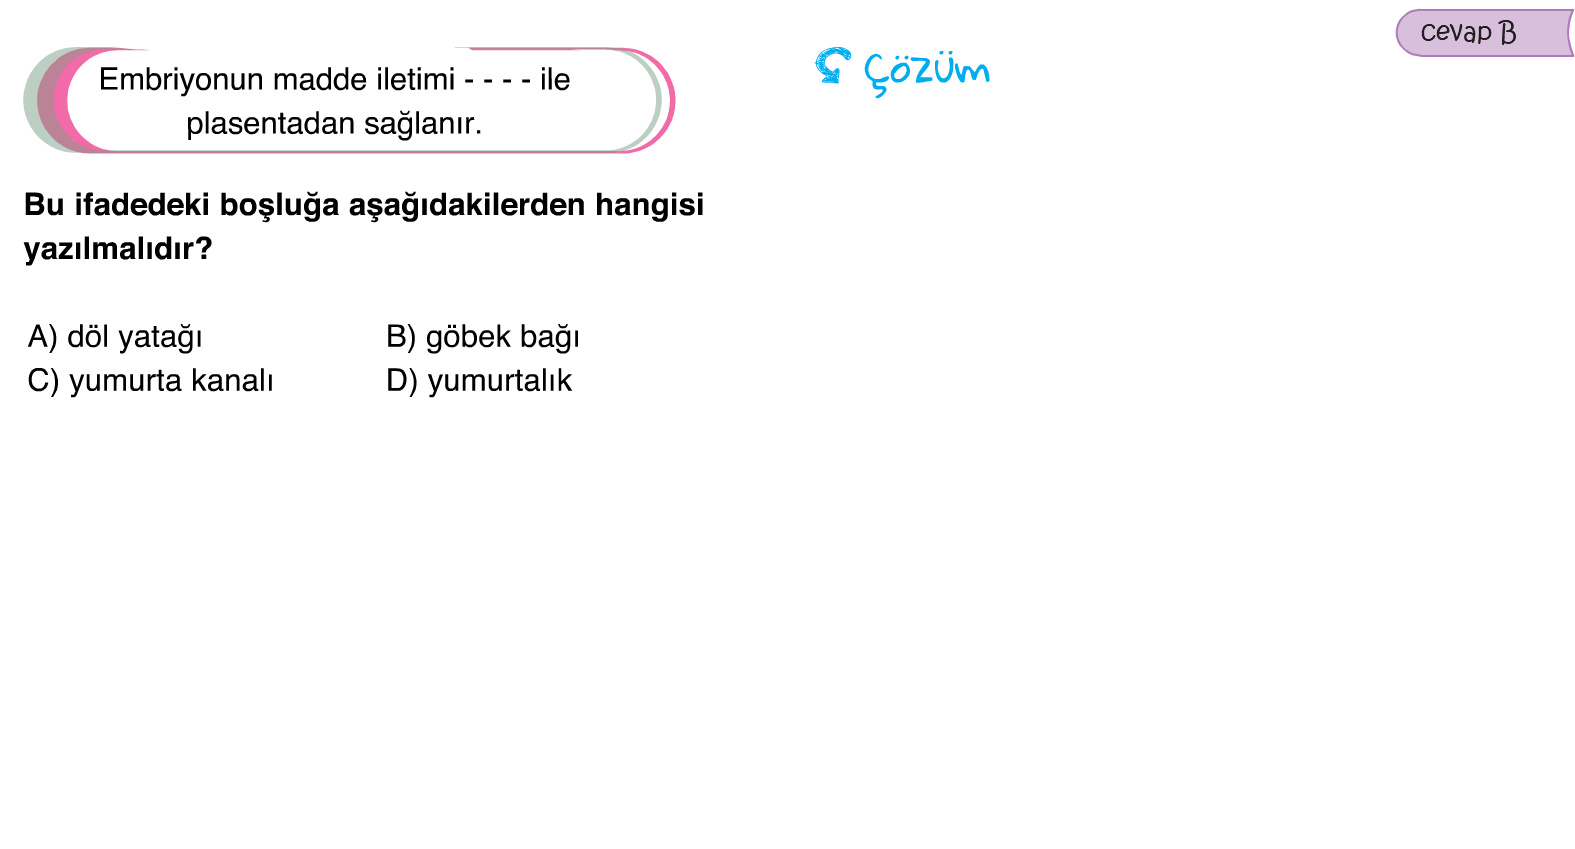 Embriyonun madde iletimi - - - - ile
plasentadan sağlanır.
Bu ifadedeki boşluğa aşağıdakilerden hangisi
yazılmalıdır?
A) döl yatağı B) göbek bağı
C) yumurta kanalı D) yumurtalık
Çözüm
cevap B